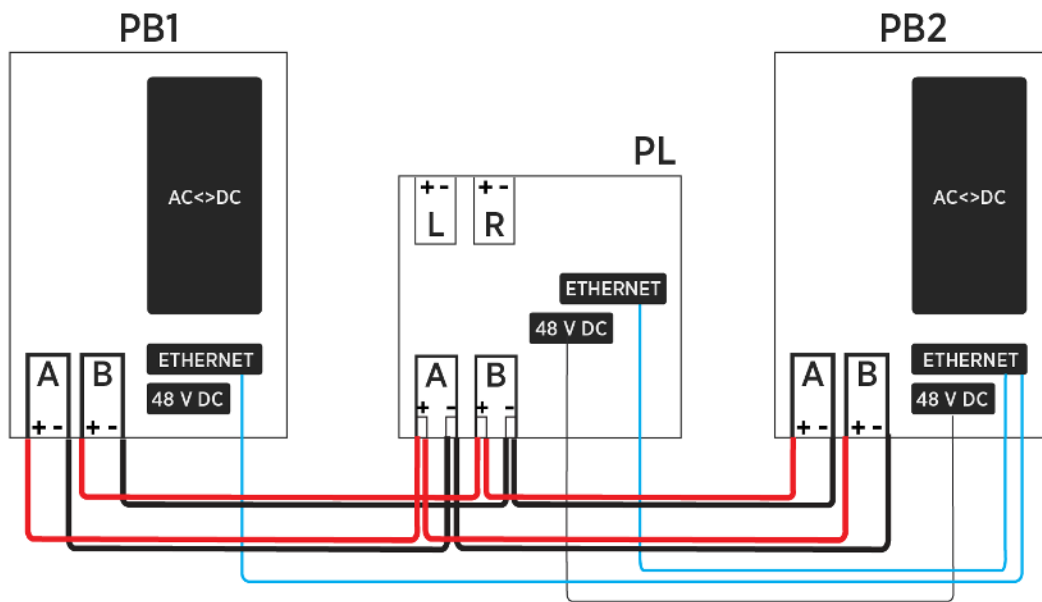 PB1
AC<>DC
ETHERNET
48 V DC
A
B
+ - + -
PL
+ - + -
L
R
ETHERNET
48 V DC
A
B
+ - + -
PB2
AC<>DC
ETHERNET
48 V DC
A
B
+ - + -